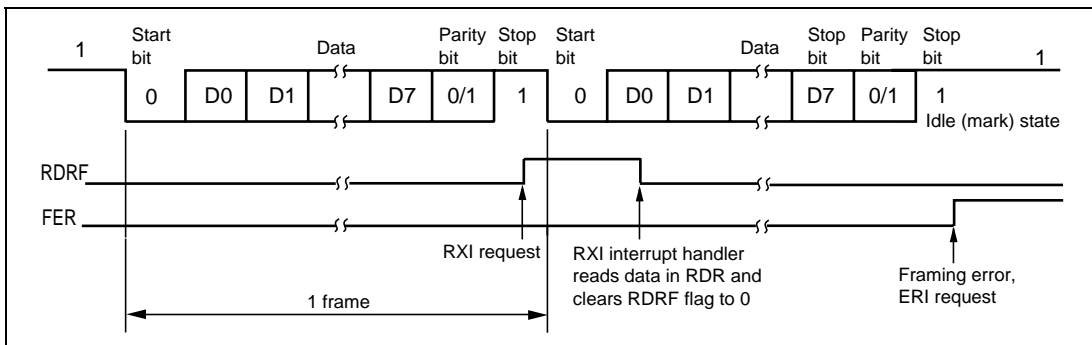 1
Start bit
Data
Parity bit
Stop bit
Start bit
Data
Stop bit
Parity bit
Stop bit
1
0
D0
D1
D7
0/1
1
0
D0
D1
D7
0/1
1
Idle (mark) state
RDRF
FER
RXI request
RXI interrupt handler
reads data in RDR and
clears RDRF flag to 0
Framing error,
ERI request
1 frame